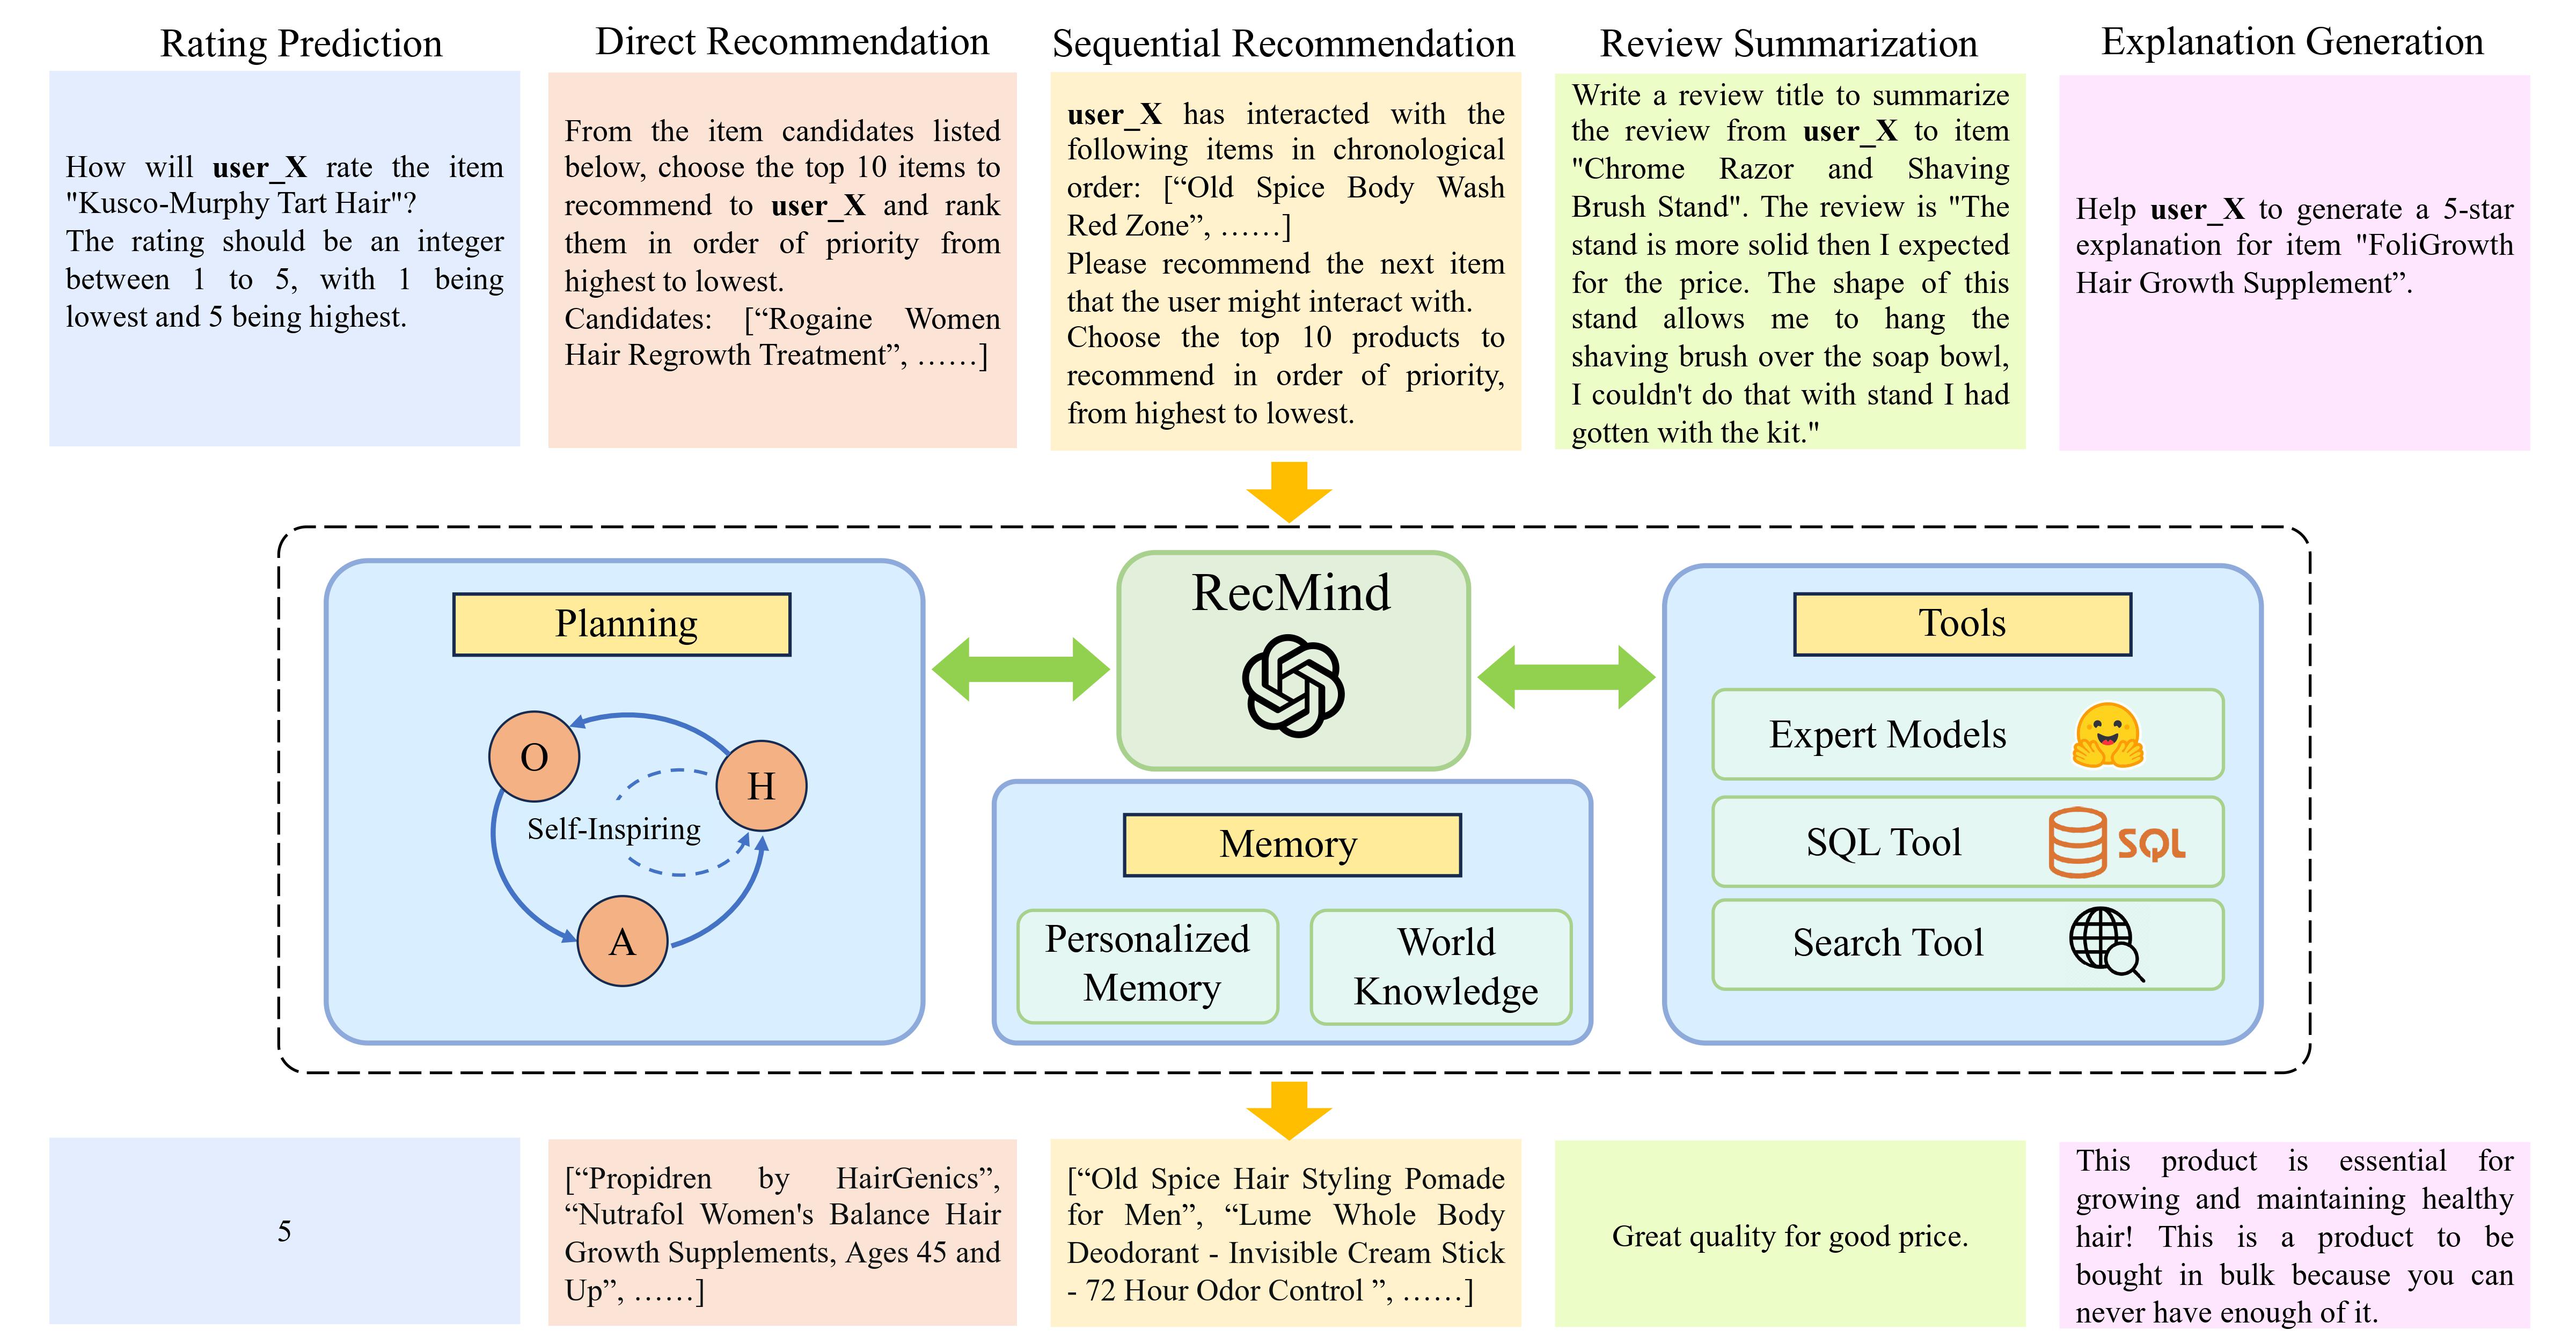 Rating Prediction
Direct Recommendation
Sequential Recommendation
Review Summarization
Explanation Generation
How will user_X rate the item
"Kusco-Murphy Tart Hair"?
The rating should be an integer
between 1 to 5, with 1 being
lowest and 5 being highest.
From the item candidates listed
below, choose the top 10 items to
recommend to user_X and rank
them in order of priority from
highest to lowest.
Candidates: [“Rogaine Women
Hair Regrowth Treatment”, ……]
user_X has interacted with the
following items in chronological
order: [“Old Spice Body Wash
Red Zone”, ……]
Please recommend the next item
that the user might interact with.
Choose the top 10 products to
recommend in order of priority,
from highest to lowest.
Write a review title to summarize
the review from user_X to item
"Chrome Razor and Shaving
Brush Stand". The review is "The
stand is more solid then I expected
for the price. The shape of this
stand allows me to hang the
shaving brush over the soap bowl,
I couldn't do that with stand I had
gotten with the kit."
Help user_X to generate a 5-star
explanation for item "FoliGrowth
Hair Growth Supplement”.
Planning
O
H
Self-Inspiring
A
RecMind
Memory
Personalized
Memory
World
Knowledge
Tools
Expert Models
SQL Tool
SQL
Search Tool
5
[“Propidren by HairGenics”,
“Nutrafol Women's Balance Hair
Growth Supplements, Ages 45 and
Up”, ……]
[“Old Spice Hair Styling Pomade
for Men”, “Lume Whole Body
Deodorant - Invisible Cream Stick
- 72 Hour Odor Control ”, ……]
Great quality for good price.
This product is essential for
growing and maintaining healthy
hair! This is a product to be
bought in bulk because you can
never have enough of it.